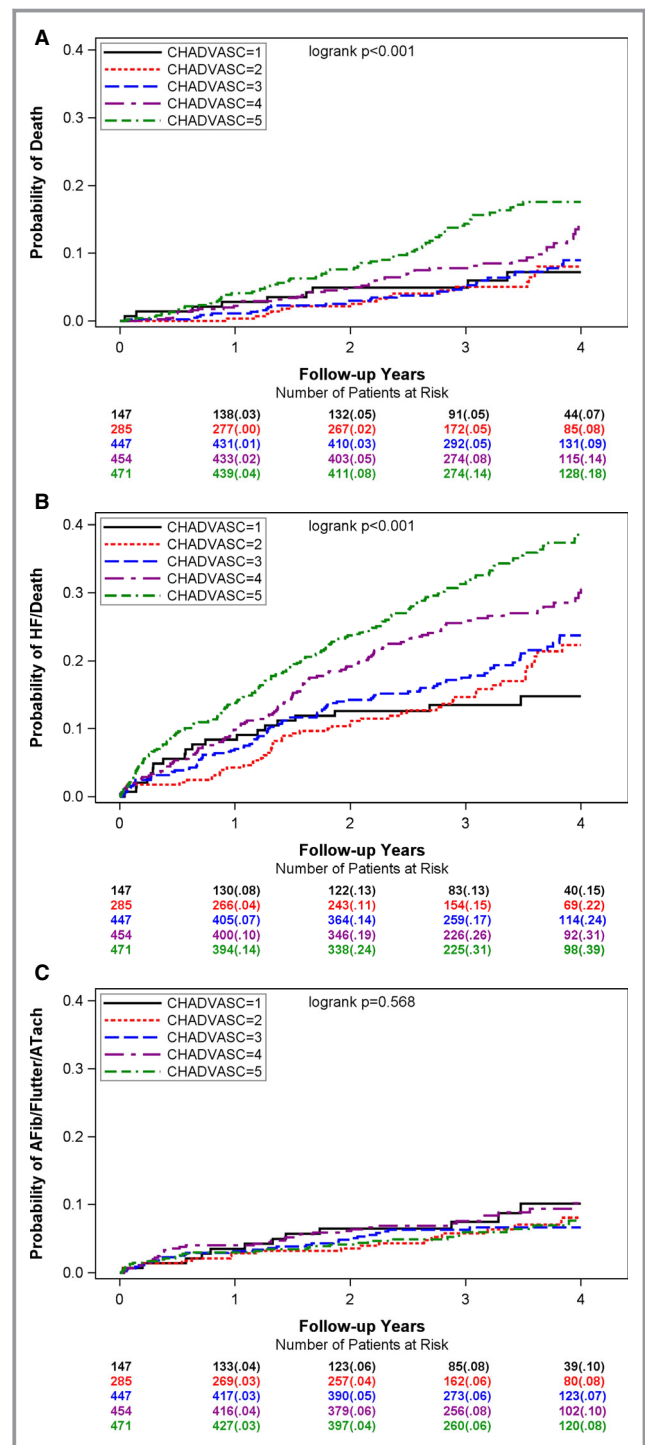 A
0.4
CHADVASC=1
logrank p<0.001
CHADVASC=2
CHADVASC=3
0.3
CHADVASC=4
CHADVASC=5
Probability of Death
0.2
0.1
0.0
0 1 2 3 4
Follow-up Years
Number of Patients at Risk
147 138(.03) 132(.05) 91(.05) 44(.07)
285 277(.00) 267(.02) 172(.05) 85(.08)
447 431(.01) 410(.03) 292(.05) 131(.09)
454 433(.02) 403(.05) 274(.08) 115(.14)
471 439(.04) 411(.08) 274(.14) 128(.18)
B
0.4
CHADVASC=1
logrank p<0.001
CHADVASC=2
CHADVASC=3
0.3
CHADVASC=4
CHADVASC=5
Probability of HF/Death
0.2
0.1
0.0
0 1 2 3 4
Follow-up Years
Number of Patients at Risk
147 130(.08) 122(.13) 83(.13) 40(.15)
285 266(.04) 243(.11) 154(.15) 69(.22)
447 405(.07) 364(.14) 259(.17) 114(.24)
454 400(.10) 346(.19) 226(.26) 92(.31)
471 394(.14) 338(.24) 225(.31) 98(.39)
C
0.4
CHADVASC=1
logrank p=0.568
CHADVASC=2
CHADVASC=3
0.3
CHADVASC=4
CHADVASC=5
Probability of AFib/Flutter/ATach
0.2
0.1
0.0
0 1 2 3 4
Follow-up Years
Number of Patients at Risk
147 133(.04) 123(.06) 85(.08) 39(.10)
285 269(.03) 257(.04) 162(.06) 80(.08)
447 417(.03) 390(.05) 273(.06) 123(.07)
454 416(.04) 379(.06) 256(.08) 102(.10)
471 427(.03) 397(.04) 260(.06) 120(.08)